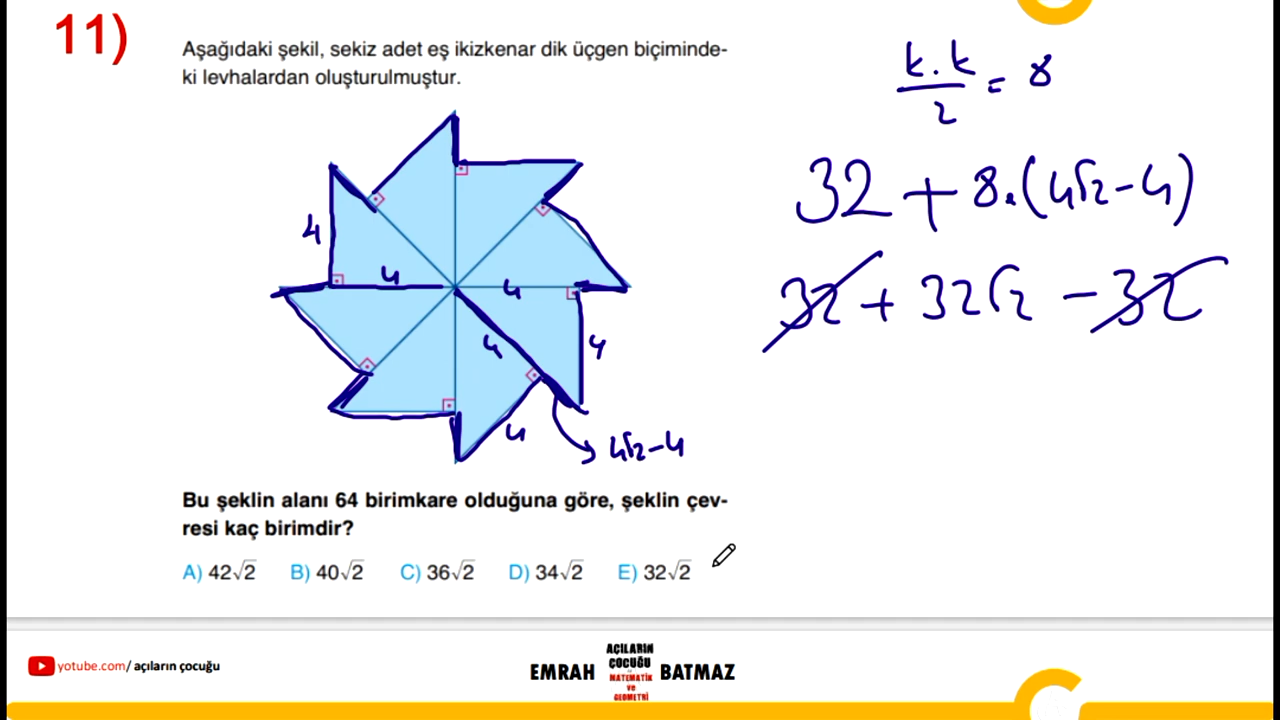 11)
Aşağıdaki şekil, sekiz adet eş ikizkenar dik üçgen biçiminde-
ki levhalardan oluşturulmuştur.
k.k
2
= 8
32 + 8.(4√2-4)
32 + 32√2 - 32
4
4
4
4
4
4
4√2-4
Bu şeklin alanı 64 birimkare olduğuna göre, şeklin çev-
resi kaç birimdir?
A) 42√2 B) 40√2 C) 36√2 D) 34√2 E) 32√2
yotube.com/ açıların çocuğu
EMRAH
AÇILARIN
ÇOCUĞU
MATEMATİK
ve
GEOMETRİ
BATMAZ